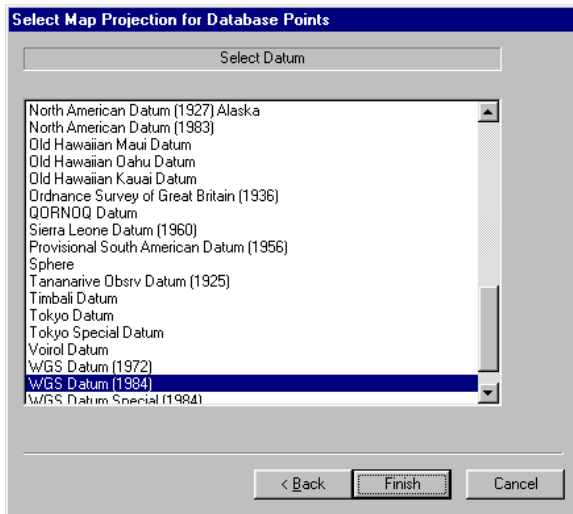 Select Map Projection for Database Points
Select Datum
North American Datum (1927) Alaska
North American Datum (1983)
Old Hawaiian Maui Datum
Old Hawaiian Oahu Datum
Old Hawaiian Kauai Datum
Ordnance Survey of Great Britain (1936)
QORNOQ Datum
Sierra Leone Datum (1960)
Provisional South American Datum (1956)
Sphere
Tananarive Obsrv Datum (1925)
Timbali Datum
Tokyo Datum
Tokyo Special Datum
Voirol Datum
WGS Datum (1972)
WGS Datum (1984)
WGS Datum Special (1984)
< Back Finish Cancel